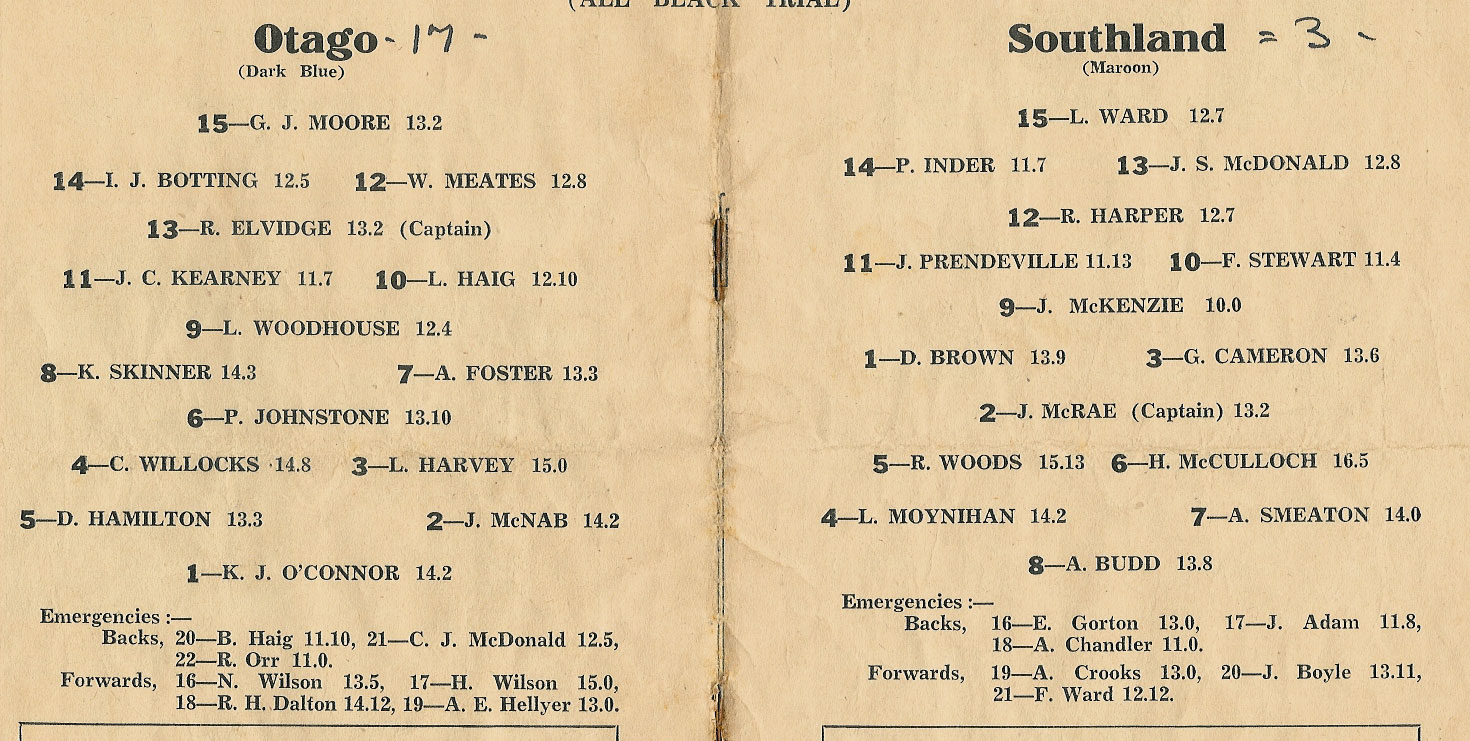 (ALL BLACK TRIAL)
Otago - 17 -
(Dark Blue)
15—G. J. MOORE 13.2
14—I. J. BOTTING 12.5 12—W. MEATES 12.8
13—R. ELVIDGE 13.2 (Captain)
11—J. C. KEARNEY 11.7 10—L. HAIG 12.10
9—L. WOODHOUSE 12.4
8—K. SKINNER 14.3 7—A. FOSTER 13.3
6—P. JOHNSTONE 13.10
4—C. WILLOCKS 14.8 3—L. HARVEY 15.0
5—D. HAMILTON 13.3 2—J. McNAB 14.2
1—K. J. O'CONNOR 14.2
Emergencies :—
Backs, 20—B. Haig 11.10, 21—C. J. McDonald 12.5,
22—R. Orr 11.0.
Forwards, 16—N. Wilson 13.5, 17—H. Wilson 15.0,
18—R. H. Dalton 14.12, 19—A. E. Hellyer 13.0.
Southland = 3 -
(Maroon)
15—L. WARD 12.7
14—P. INDER 11.7 13—J. S. McDONALD 12.8
12—R. HARPER 12.7
11—J. PRENDEVILLE 11.13 10—F. STEWART 11.4
9—J. McKENZIE 10.0
1—D. BROWN 13.9 3—G. CAMERON 13.6
2—J. McRAE (Captain) 13.2
5—R. WOODS 15.13 6—H. McCULLOCH 16.5
4—L. MOYNIHAN 14.2 7—A. SMEATON 14.0
8—A. BUDD 13.8
Emergencies :—
Backs, 16—E. Gorton 13.0, 17—J. Adam 11.8,
18—A. Chandler 11.0.
Forwards, 19—A. Crooks 13.0, 20—J. Boyle 13.11,
21—F. Ward 12.12.